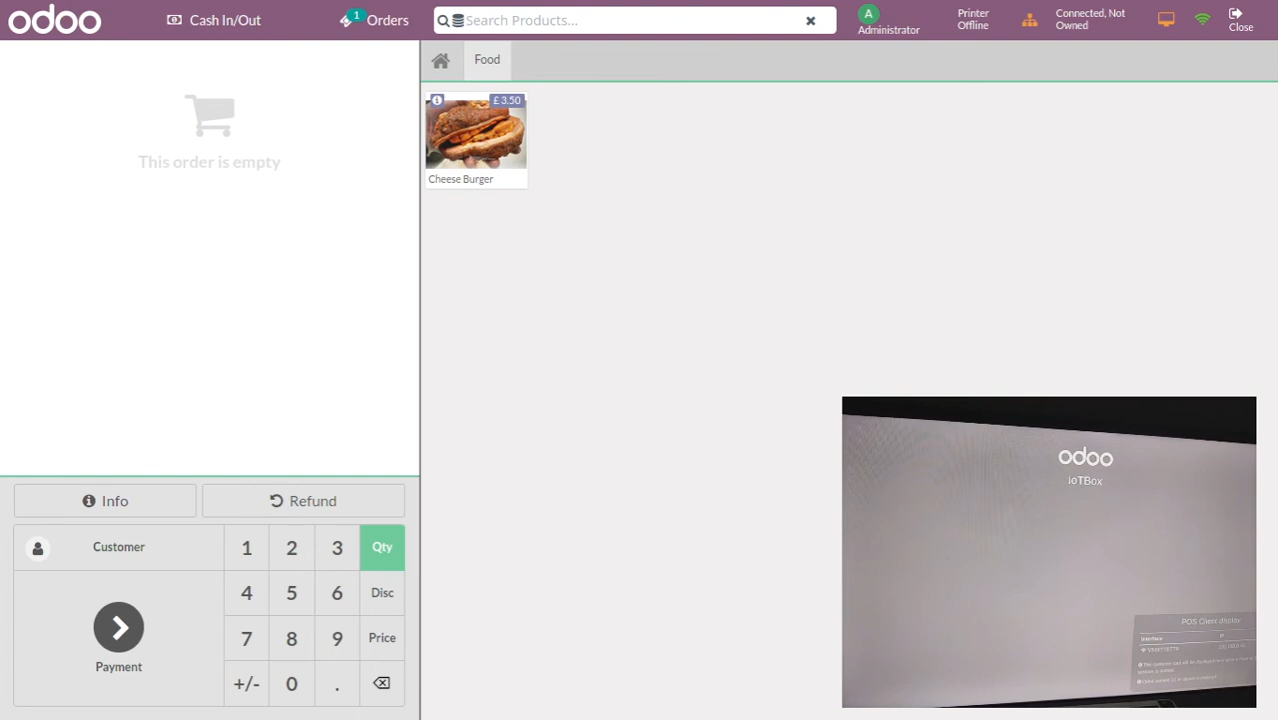 odoo
Cash In/Out
1
Orders
Search Products...
A
Administrator
Printer
Offline
Connected, Not
Owned
Close
Food
This order is empty
£ 3.50
Cheese Burger
Info
Refund
Customer
1
2
3
Qty
4
5
6
Disc
7
8
9
Price
Payment
+/-
0
.
odoo
IoTBox
POS Client display
Interface
IP